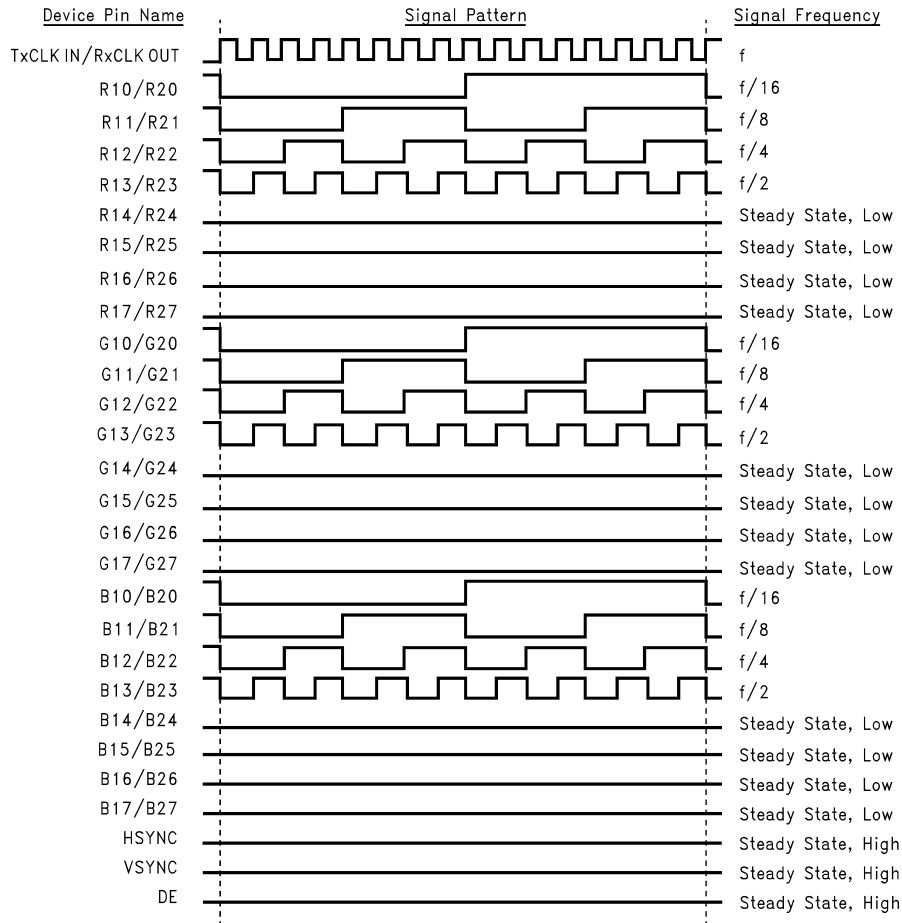 Device Pin Name Signal Pattern Signal Frequency
TxCLK IN/RxCLK OUT f
R10/R20 f/16
R11/R21 f/8
R12/R22 f/4
R13/R23 f/2
R14/R24 Steady State, Low
R15/R25 Steady State, Low
R16/R26 Steady State, Low
R17/R27 Steady State, Low
G10/G20 f/16
G11/G21 f/8
G12/G22 f/4
G13/G23 f/2
G14/G24 Steady State, Low
G15/G25 Steady State, Low
G16/G26 Steady State, Low
G17/G27 Steady State, Low
B10/B20 f/16
B11/B21 f/8
B12/B22 f/4
B13/B23 f/2
B14/B24 Steady State, Low
B15/B25 Steady State, Low
B16/B26 Steady State, Low
B17/B27 Steady State, Low
HSYNC Steady State, High
VSYNC Steady State, High
DE Steady State, High